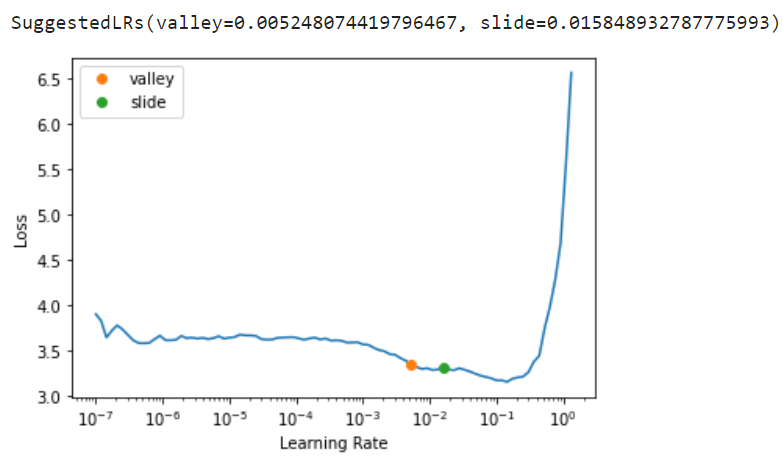 SuggestedLRs(valley=0.005248074419796467, slide=0.015848932787775993)
valley
slide
6.5
6.0
5.5
5.0
4.5
4.0
3.5
3.0
Loss
10⁻⁷ 10⁻⁶ 10⁻⁵ 10⁻⁴ 10⁻³ 10⁻² 10⁻¹ 10⁰
Learning Rate